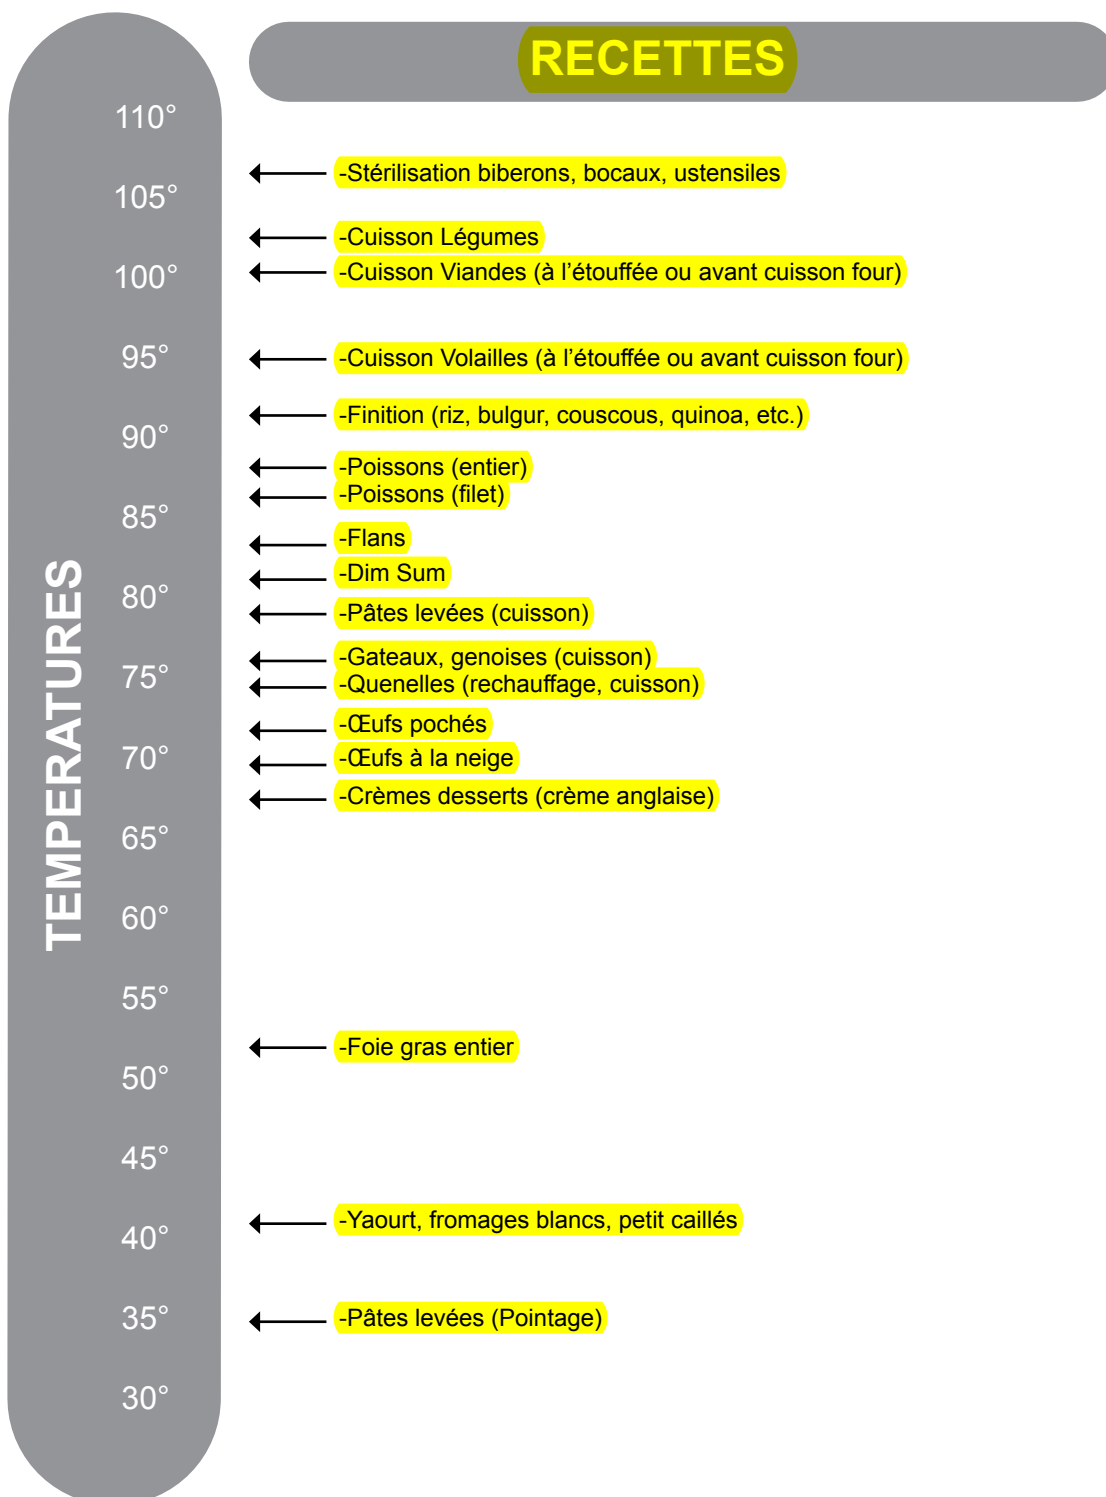 RECETTES
110°
-Stérilisation biberons, bocaux, ustensiles
105°
-Cuisson Légumes
100°
-Cuisson Viandes (à l'étouffée ou avant cuisson four)
95°
-Cuisson Volailles (à l'étouffée ou avant cuisson four)
-Finition (riz, bulgur, couscous, quinoa, etc.)
90°
-Poissons (entier)
-Poissons (filet)
85°
-Flans
-Dim Sum
80°
-Pâtes levées (cuisson)
-Gateaux, genoises (cuisson)
75°
-Quenelles (rechauffage, cuisson)
-Œufs pochés
70°
-Œufs à la neige
-Crèmes desserts (crème anglaise)
65°
TEMPERATURES
60°
55°
-Foie gras entier
50°
45°
-Yaourt, fromages blancs, petit caillés
40°
35°
-Pâtes levées (Pointage)
30°